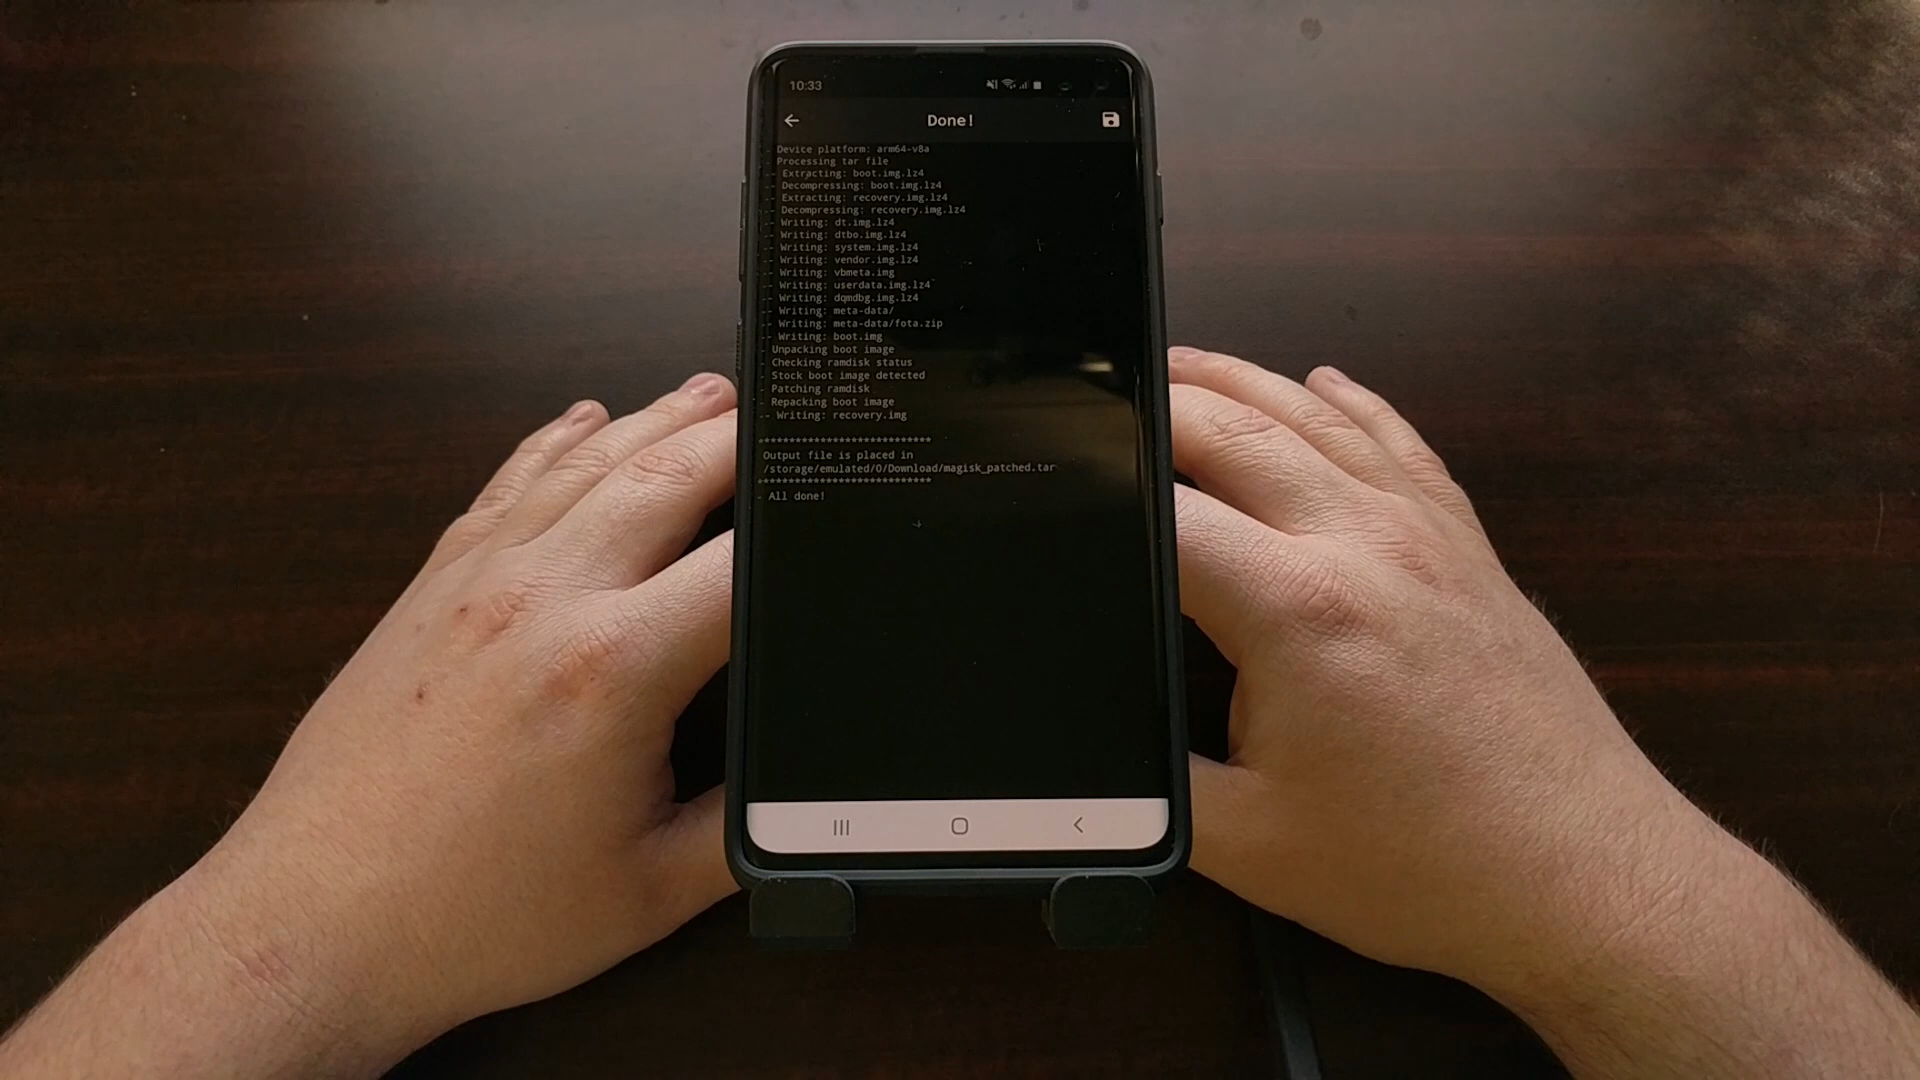 10:33
Done!
- Device platform: arm64-v8a
- Processing tar file
-- Extracting: boot.img.lz4
-- Decompressing: boot.img.lz4
-- Extracting: recovery.img.lz4
-- Decompressing: recovery.img.lz4
-- Writing: dt.img.lz4
-- Writing: dtbo.img.lz4
-- Writing: system.img.lz4
-- Writing: vendor.img.lz4
-- Writing: vbmeta.img
-- Writing: userdata.img.lz4
-- Writing: dqmdbg.img.lz4
-- Writing: meta-data/
-- Writing: meta-data/fota.zip
-- Writing: boot.img
- Unpacking boot image
- Checking ramdisk status
- Stock boot image detected
- Patching ramdisk
- Repacking boot image
-- Writing: recovery.img
****************************
Output file is placed in
/storage/emulated/0/Download/magisk_patched.tar
****************************
- All done!